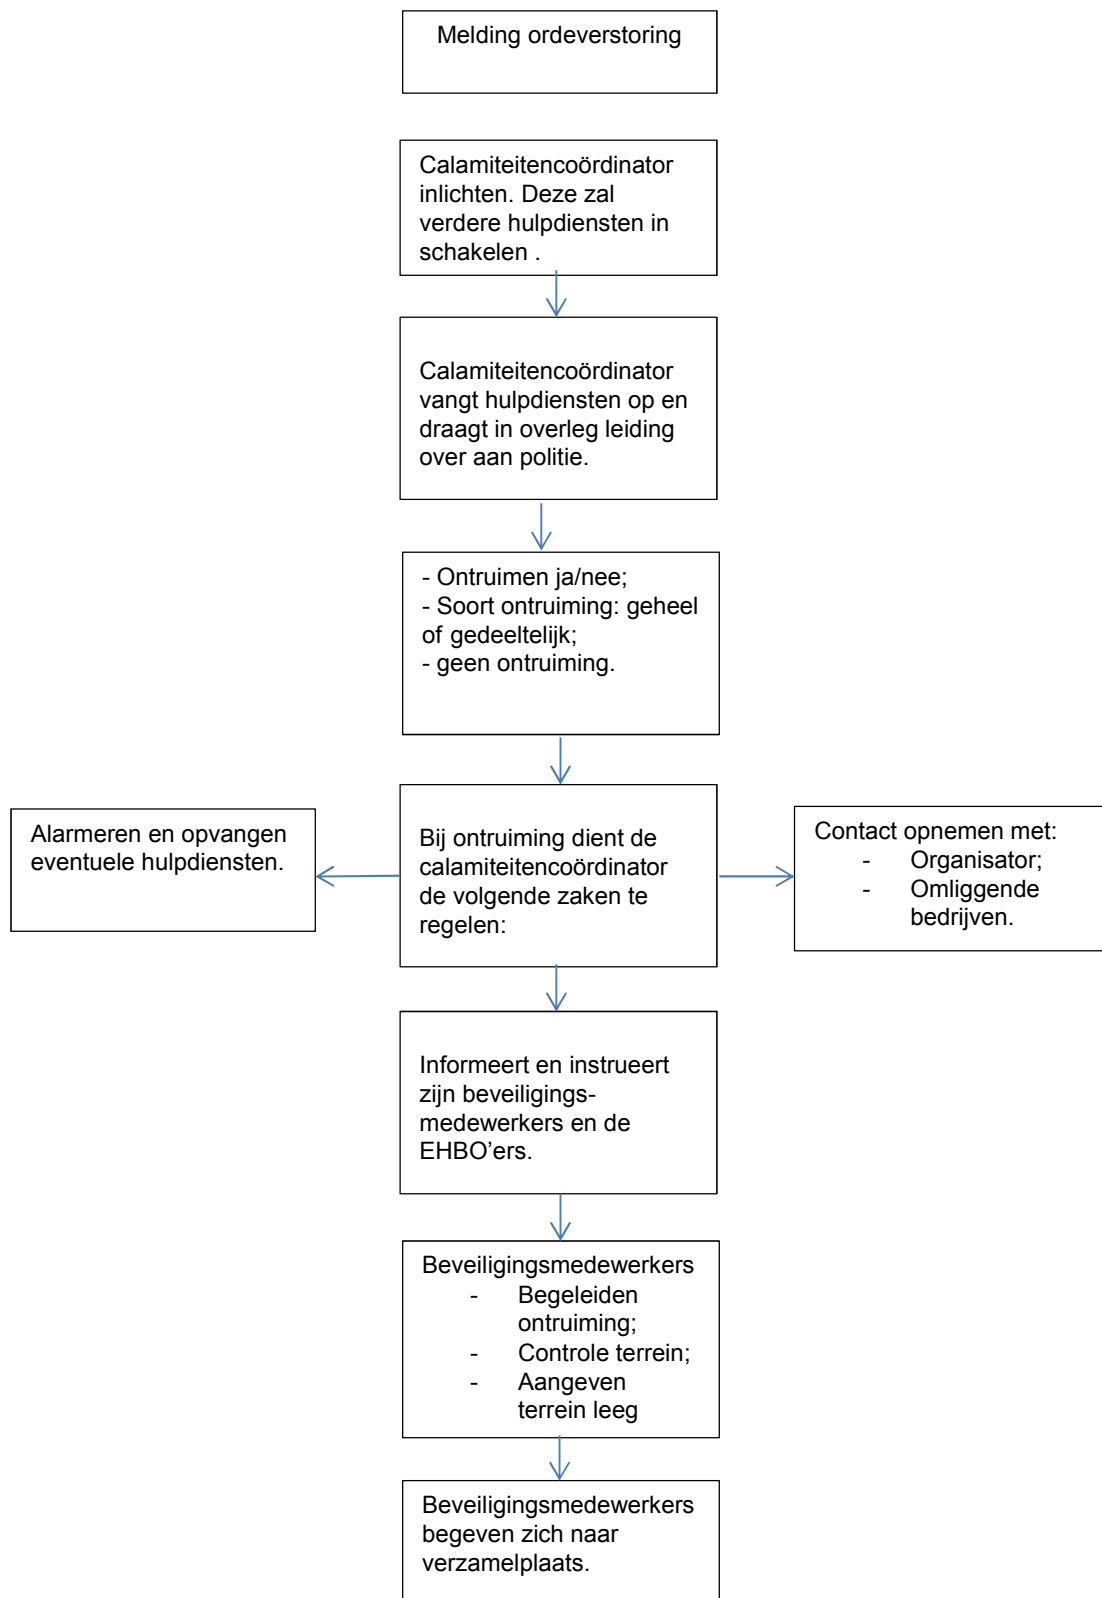 Melding ordeverstoring
Calamiteitencoördinator
inlichten. Deze zal
verdere hulpdiensten in
schakelen .
Calamiteitencoördinator
vangt hulpdiensten op en
draagt in overleg leiding
over aan politie.
- Ontruimen ja/nee;
- Soort ontruiming: geheel
of gedeeltelijk;
- geen ontruiming.
Alarmeren en opvangen
eventuele hulpdiensten.
Bij ontruiming dient de
calamiteitencoördinator
de volgende zaken te
regelen:
Contact opnemen met:
- Organisator;
- Omliggende
bedrijven.
Informeert en instrueert
zijn beveiligings-
medewerkers en de
EHBO’ers.
Beveiligingsmedewerkers
- Begeleiden
ontruiming;
- Controle terrein;
- Aangeven
terrein leeg
Beveiligingsmedewerkers
begeven zich naar
verzamelplaats.